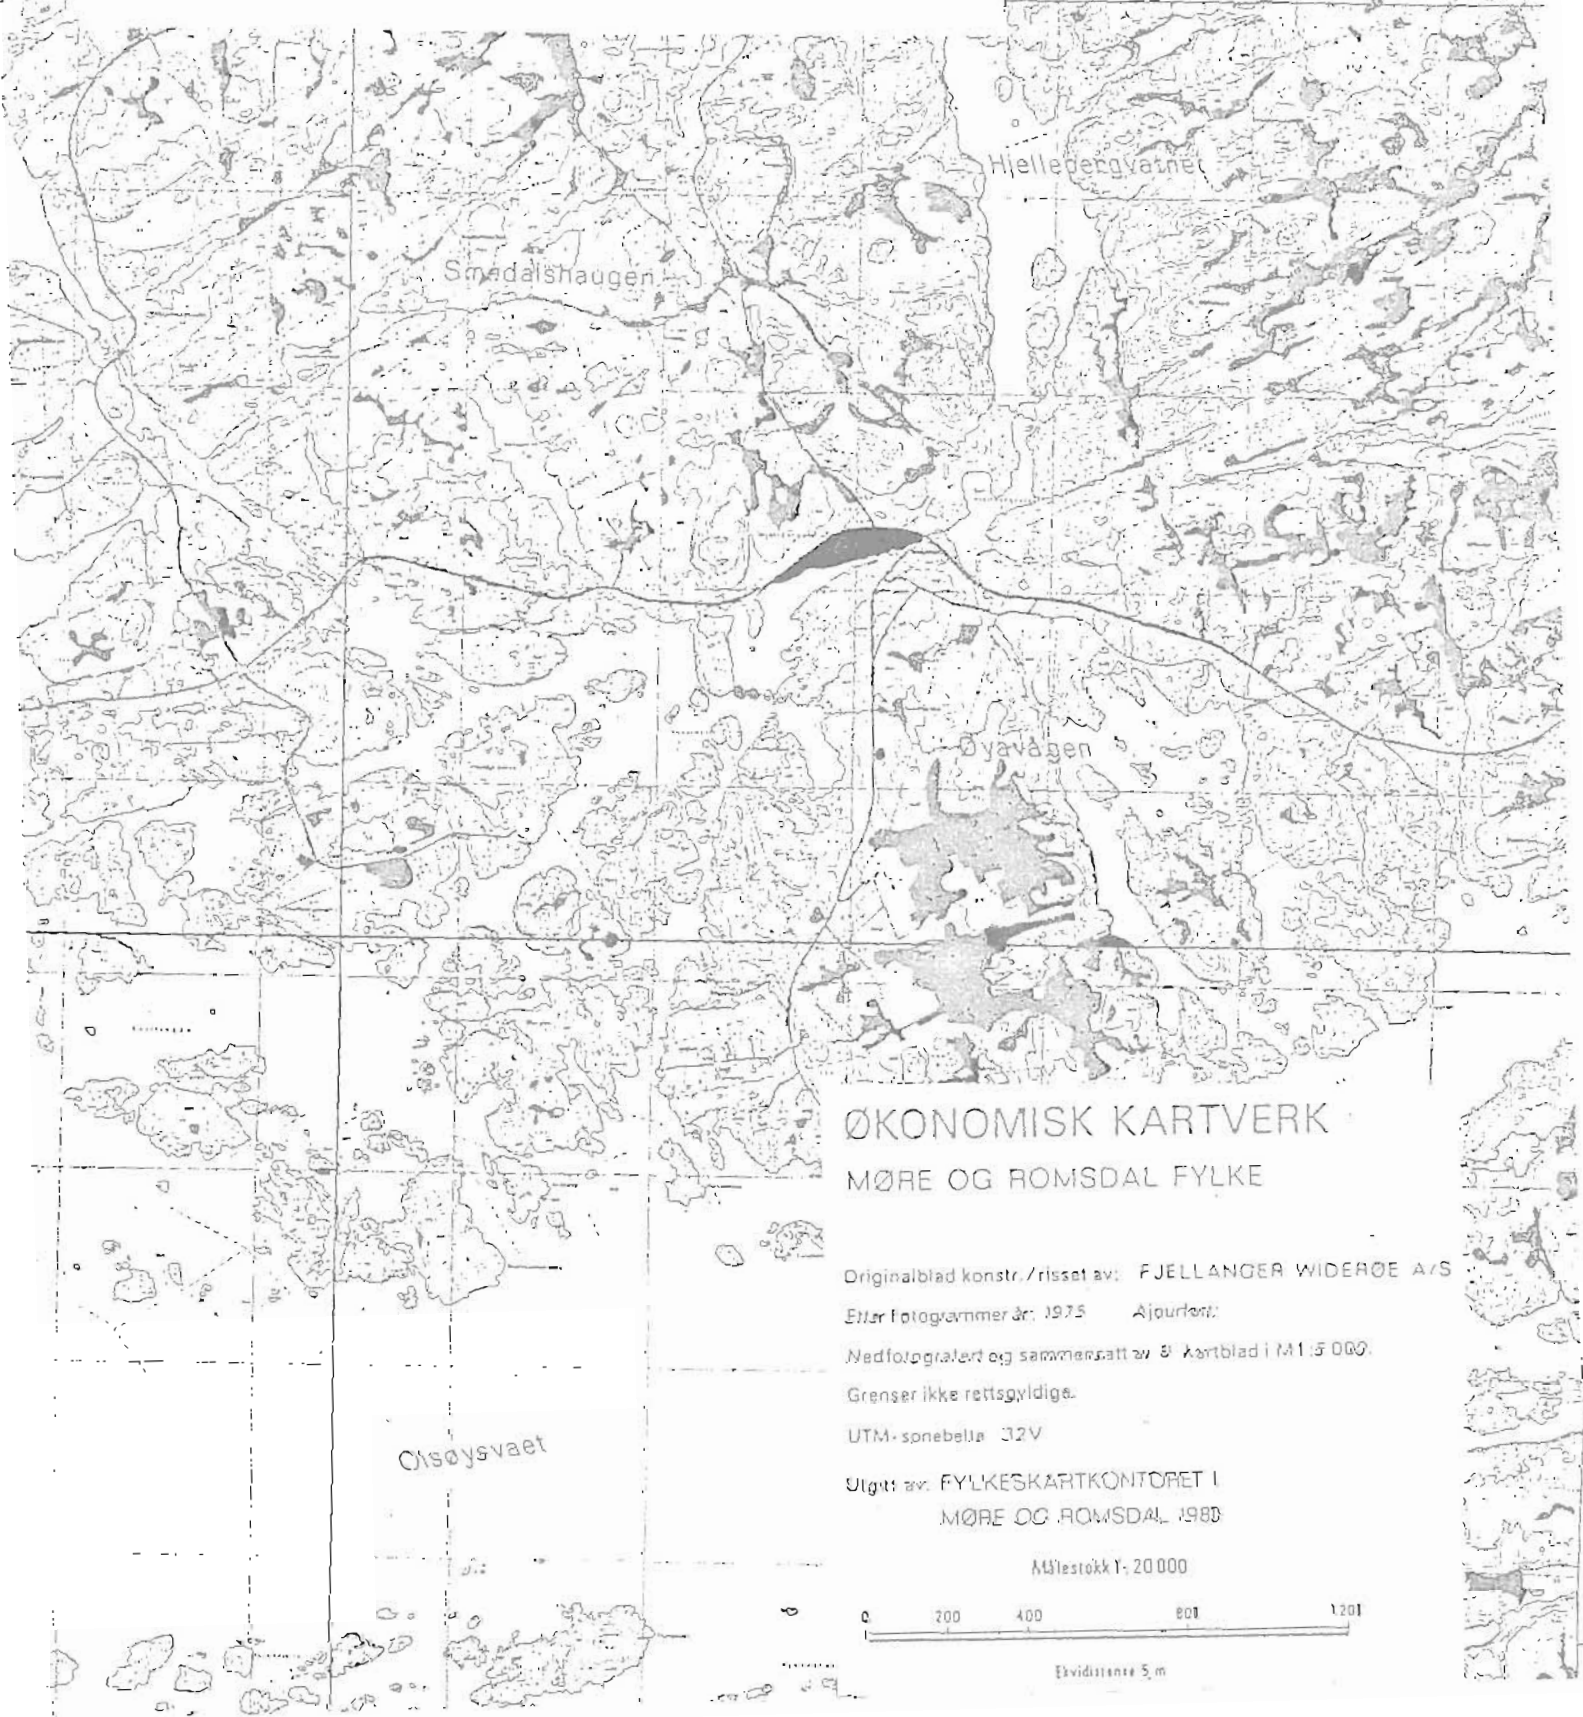 Hjellebergvatnet
Smedalshaugen
Øyavågen
ØKONOMISK KARTVERK
MØRE OG ROMSDAL FYLKE
Originalblad konstr./risset av: FJELLANGER WIDERØE A/S
Etter fotogrammer år: 1975 Ajourført:
Nedfotografert og sammensatt av 8 kartblad i M 1:5 000.
Grenser ikke rettsgyldige.
UTM-sonebelte 32V
Utgitt av: FYLKESKARTKONTORET I
MØRE OG ROMSDAL 1980
Olsøysvaet
Målestokk 1:20 000
0 200 400 800 1201
Ekvidistanse 5 m